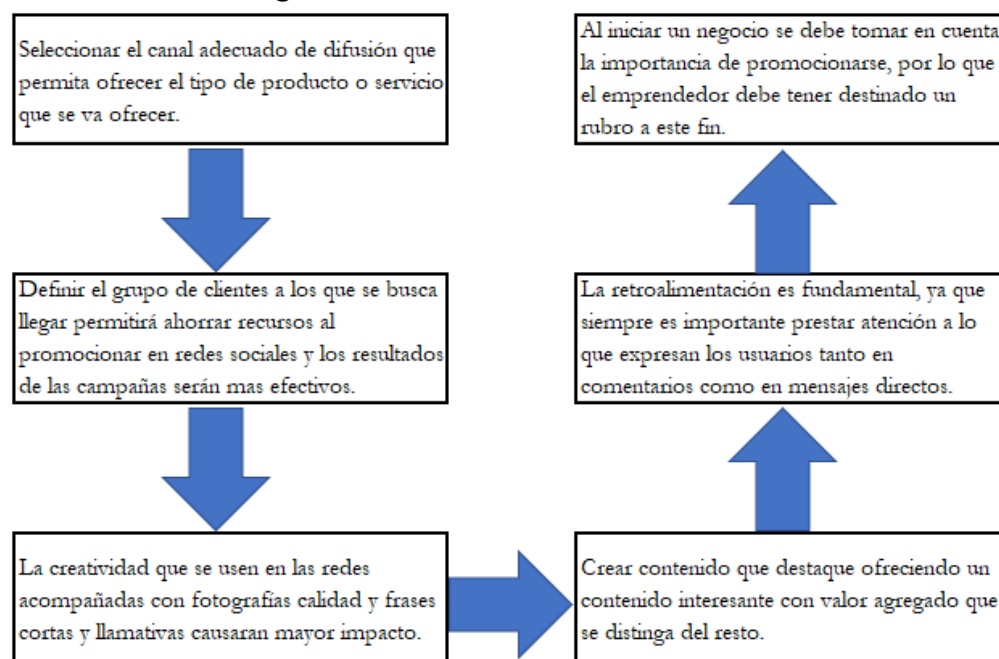 Seleccionar el canal adecuado de difusión que
permita ofrecer el tipo de producto o servicio
que se va ofrecer.
Definir el grupo de clientes a los que se busca
llegar permitirá ahorrar recursos al
promocionar en redes sociales y los resultados
de las campañas serán mas efectivos.
La creatividad que se usen en las redes
acompañadas con fotografías calidad y frases
cortas y llamativas causaran mayor impacto.
Crear contenido que destaque ofreciendo un
contenido interesante con valor agregado que
se distinga del resto.
La retroalimentación es fundamental, ya que
siempre es importante prestar atención a lo
que expresan los usuarios tanto en
comentarios como en mensajes directos.
Al iniciar un negocio se debe tomar en cuenta
la importancia de promocionarse, por lo que
el emprendedor debe tener destinado un
rubro a este fin.